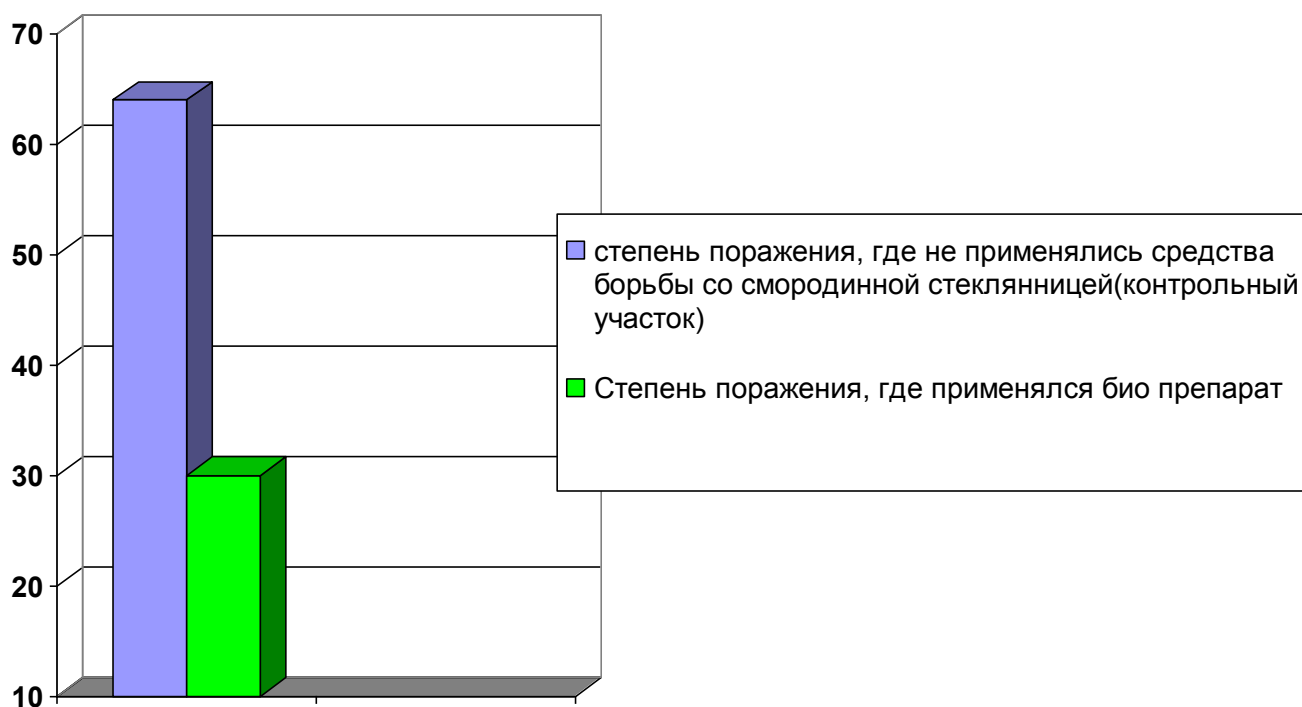 70
60
50
40
30
20
10
степень поражения, где не применялись средства
борьбы со смородинной стеклянницей(контрольный
участок)
Степень поражения, где применялся био препарат